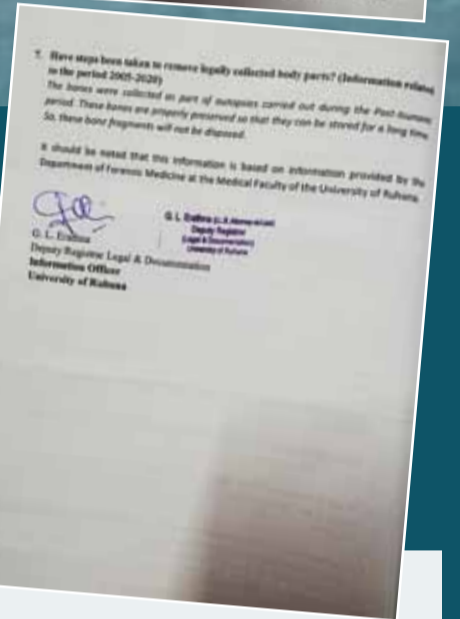 7. Have steps been taken to remove legally collected body parts? (Information related
to the period 2005-2020)
The bones were collected as part of autopsies carried out during the Post-tsunami
period. These bones are properly preserved so that they can be stored for a long time.
So, these bone fragments will not be disposed.
It should be noted that this information is based on information provided by the
Department of Forensic Medicine at the Medical Faculty of the University of Ruhuna.
G. L.
Deputy Registrar
(Legal & Documentation)
University of Ruhuna
G. L.
Deputy Registrar Legal & Documentation
Information Officer
University of Ruhuna